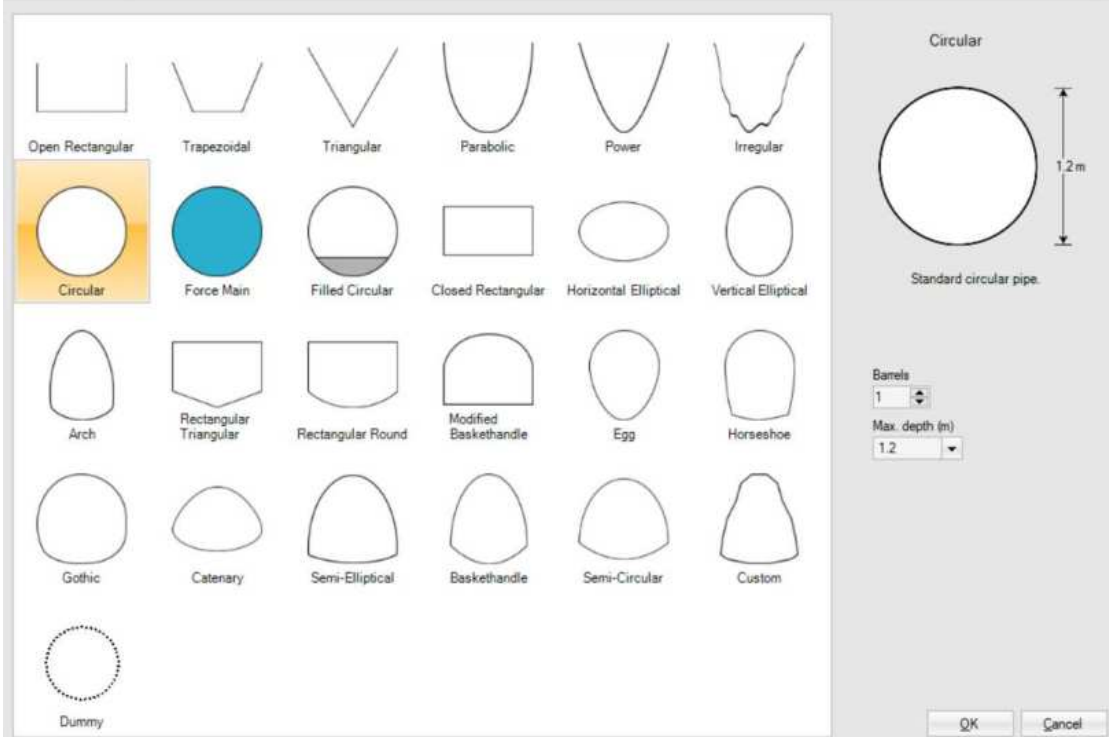 Open Rectangular
Trapezoidal
Triangular
Parabolic
Power
Irregular
Circular
Force Main
Filled Circular
Closed Rectangular
Horizontal Elliptical
Vertical Elliptical
Arch
Rectangular
Triangular
Rectangular Round
Modified
Baskethandle
Egg
Horseshoe
Gothic
Catenary
Semi-Elliptical
Baskethandle
Semi-Circular
Custom
Dummy
Circular
1.2 m
Standard circular pipe.
Barrels
1
Max. depth (m)
1.2
OK
Cancel